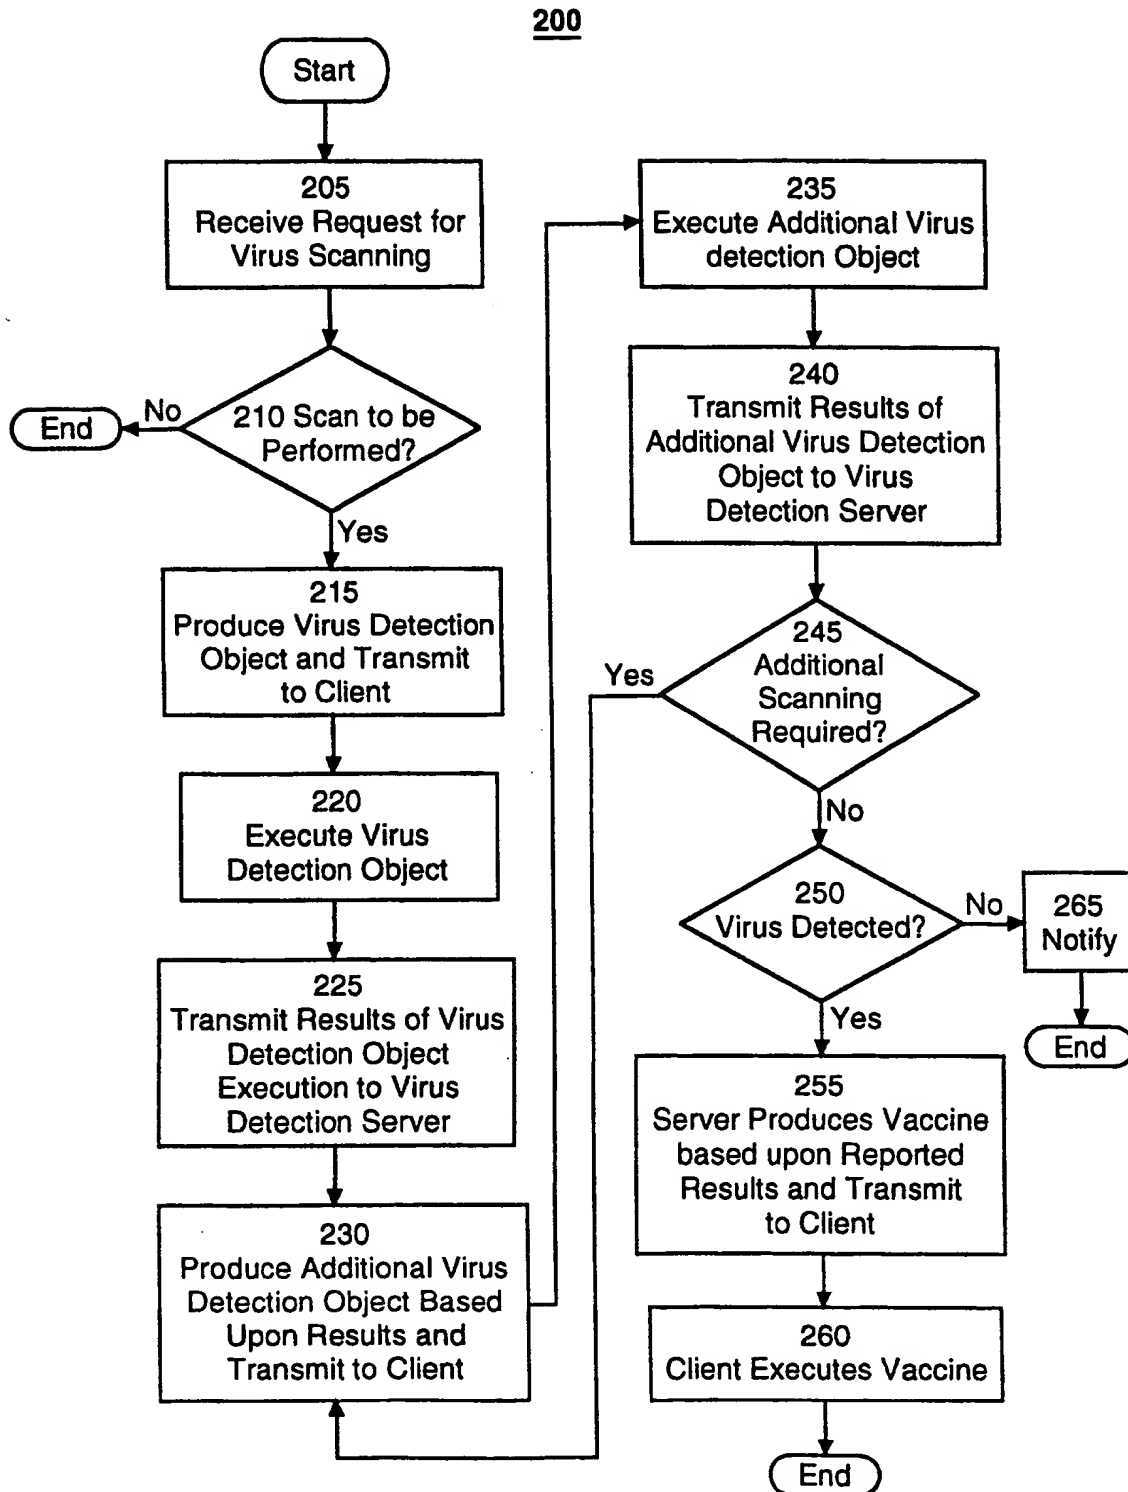 200
Start
205
Receive Request for
Virus Scanning
210 Scan to be
Performed?
No
End
Yes
215
Produce Virus Detection
Object and Transmit
to Client
220
Execute Virus
Detection Object
225
Transmit Results of Virus
Detection Object
Execution to Virus
Detection Server
230
Produce Additional Virus
Detection Object Based
Upon Results and
Transmit to Client
235
Execute Additional Virus
detection Object
240
Transmit Results of
Additional Virus Detection
Object to Virus
Detection Server
245
Additional
Scanning
Required?
Yes
No
250
Virus Detected?
No
265
Notify
End
Yes
255
Server Produces Vaccine
based upon Reported
Results and Transmit
to Client
260
Client Executes Vaccine
End